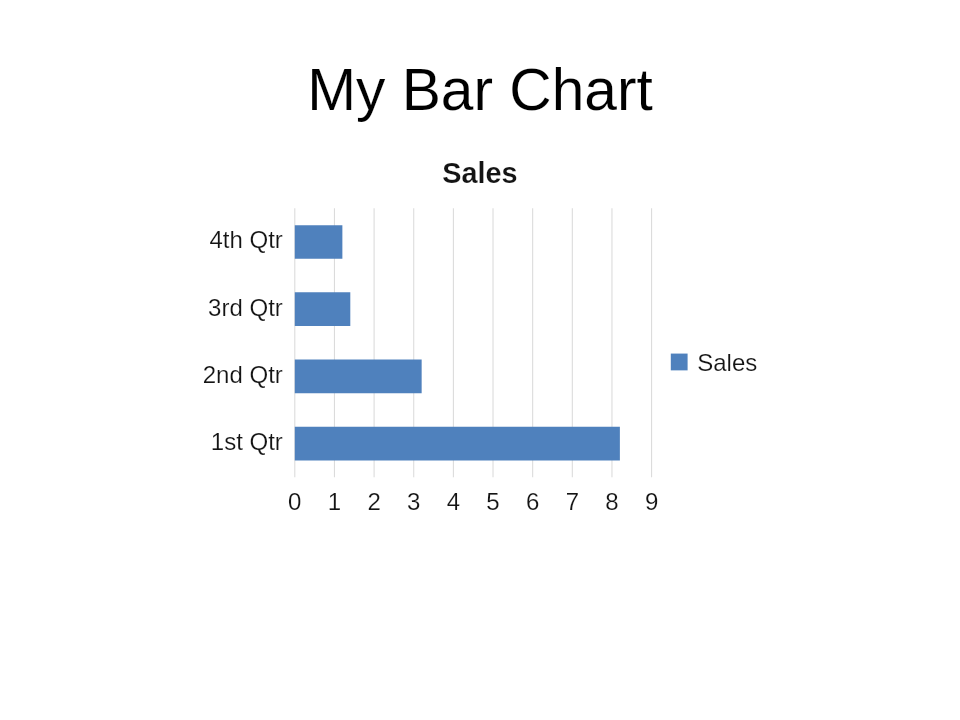 My Bar Chart
Sales
4th Qtr
3rd Qtr
2nd Qtr
1st Qtr
Sales
0 1 2 3 4 5 6 7 8 9